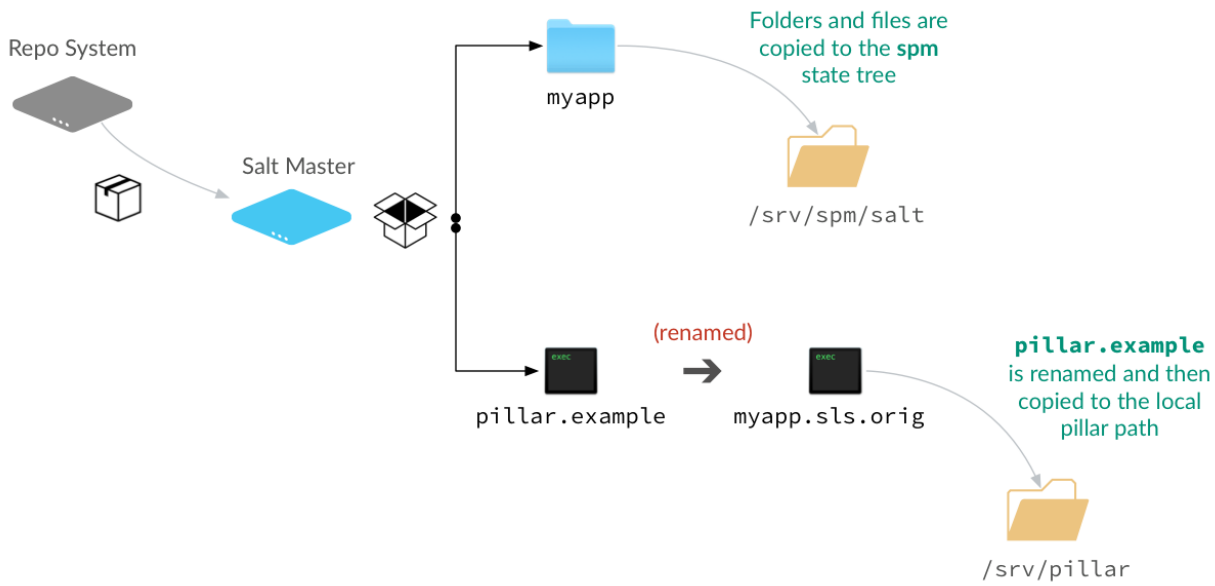 Repo System
Salt Master
myapp
Folders and files are
copied to the spm
state tree
/srv/spm/salt
exec
pillar.example
(renamed)
exec
myapp.sls.orig
pillar.example
is renamed and then
copied to the local
pillar path
/srv/pillar